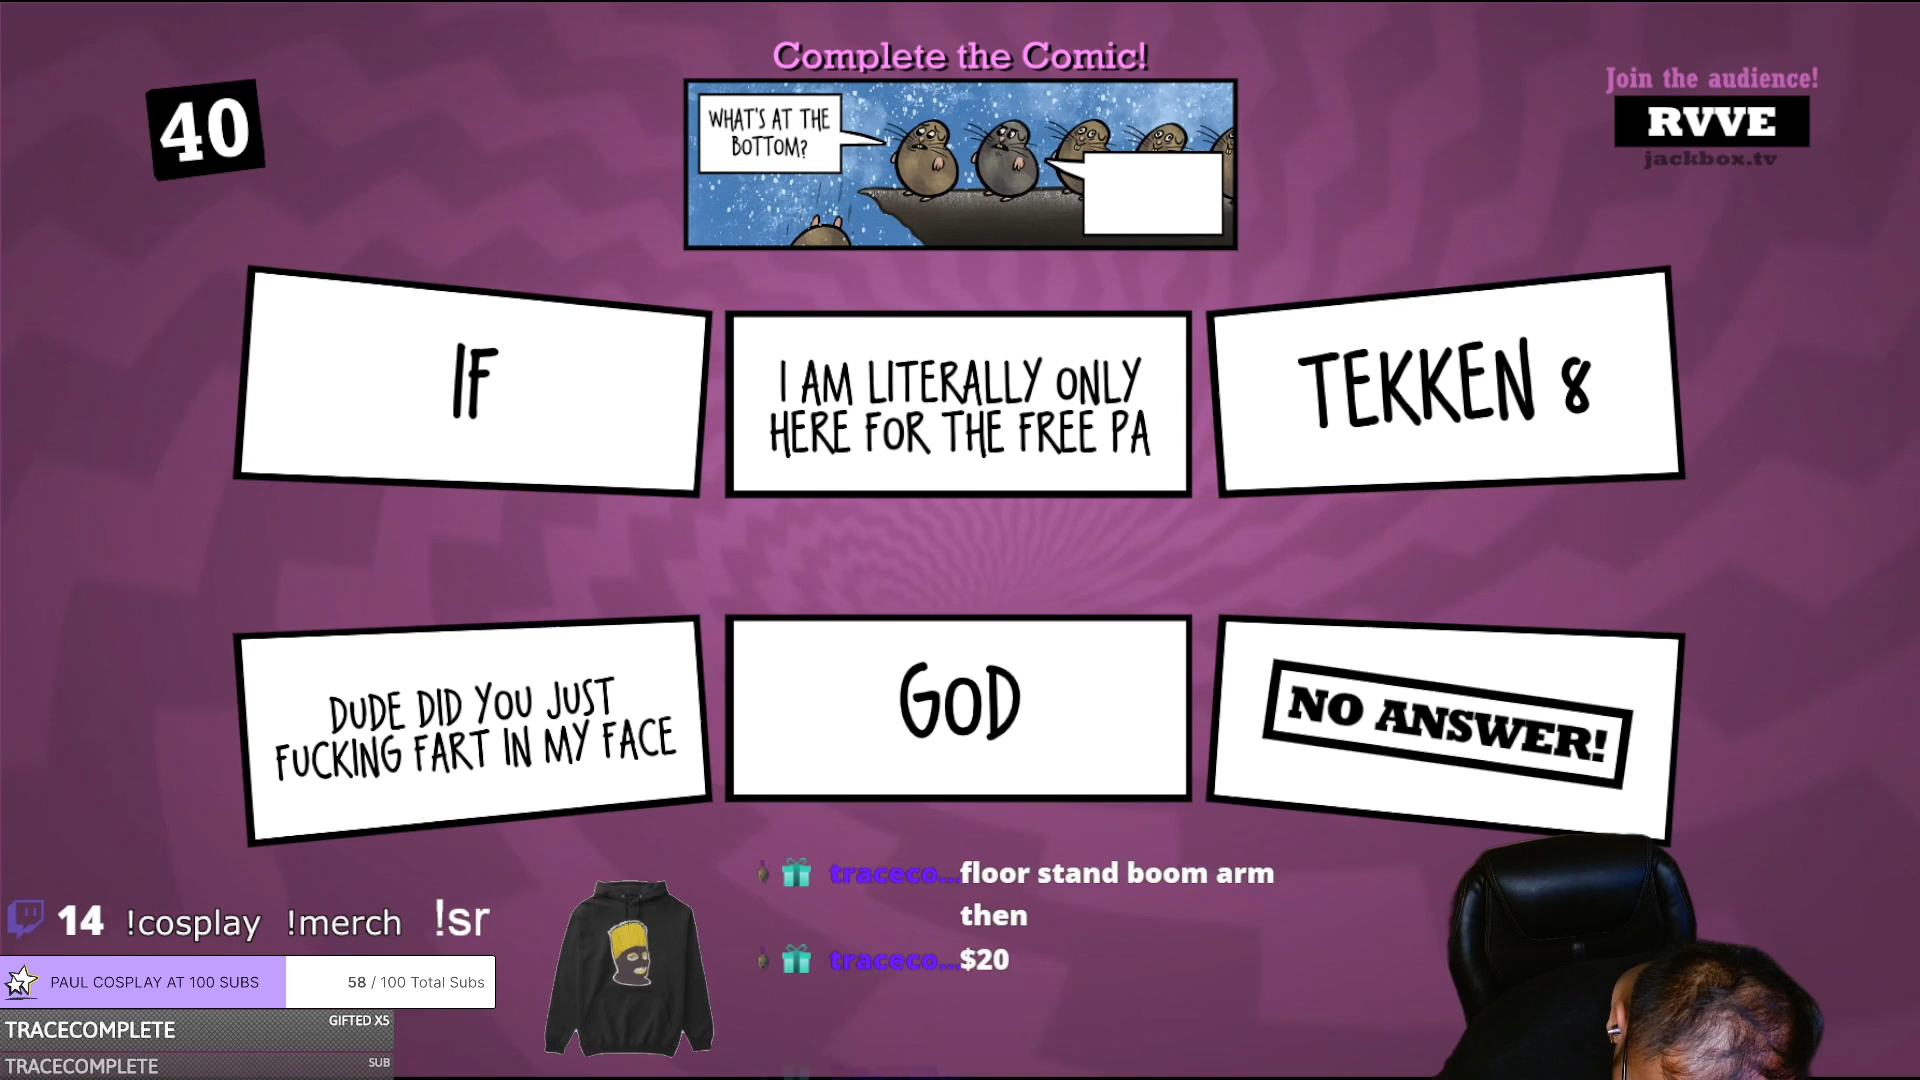 Complete the Comic!
40
WHAT'S AT THE
BOTTOM?
Join the audience!
RVVE
jackbox.tv
IF
I AM LITERALLY ONLY
HERE FOR THE FREE PA
TEKKEN 8
DUDE DID YOU JUST
FUCKING FART IN MY FACE
GOD
NO ANSWER!
traceco... floor stand boom arm
then
traceco... $20
14 !cosplay !merch !sr
PAUL COSPLAY AT 100 SUBS 58 / 100 Total Subs
TRACECOMPLETE GIFTED X5
TRACECOMPLETE SUB